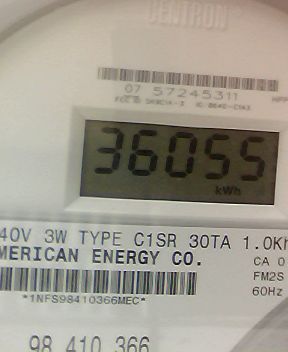 CENTRON
07 57245311
36055
kWh
40V 3W TYPE C1SR 30TA 1.0Kh
MERICAN ENERGY CO.
CA 0
FM2S
*1NFS98410366MEC*
60Hz
98 410 366